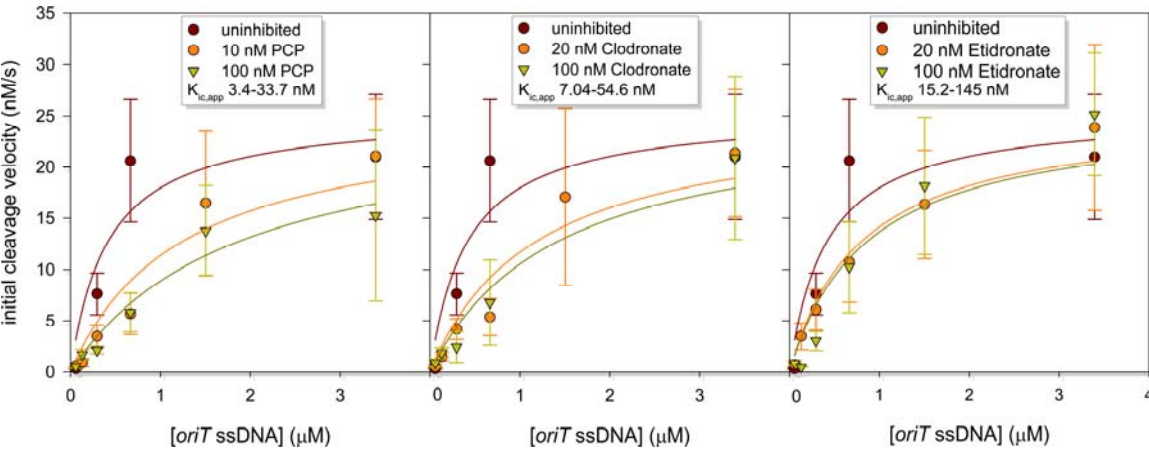 initial cleavage velocity (nM/s)
35
30
25
20
15
10
5
0
uninhibited
10 nM PCP
100 nM PCP
Kic,app 3.4-33.7 nM
uninhibited
20 nM Clodronate
100 nM Clodronate
Kic,app 7.04-54.6 nM
uninhibited
20 nM Etidronate
100 nM Etidronate
Kic,app 15.2-145 nM
0 1 2 3 0 1 2 3 0 1 2 3 4
[oriT ssDNA] (μM) [oriT ssDNA] (μM) [oriT ssDNA] (μM)